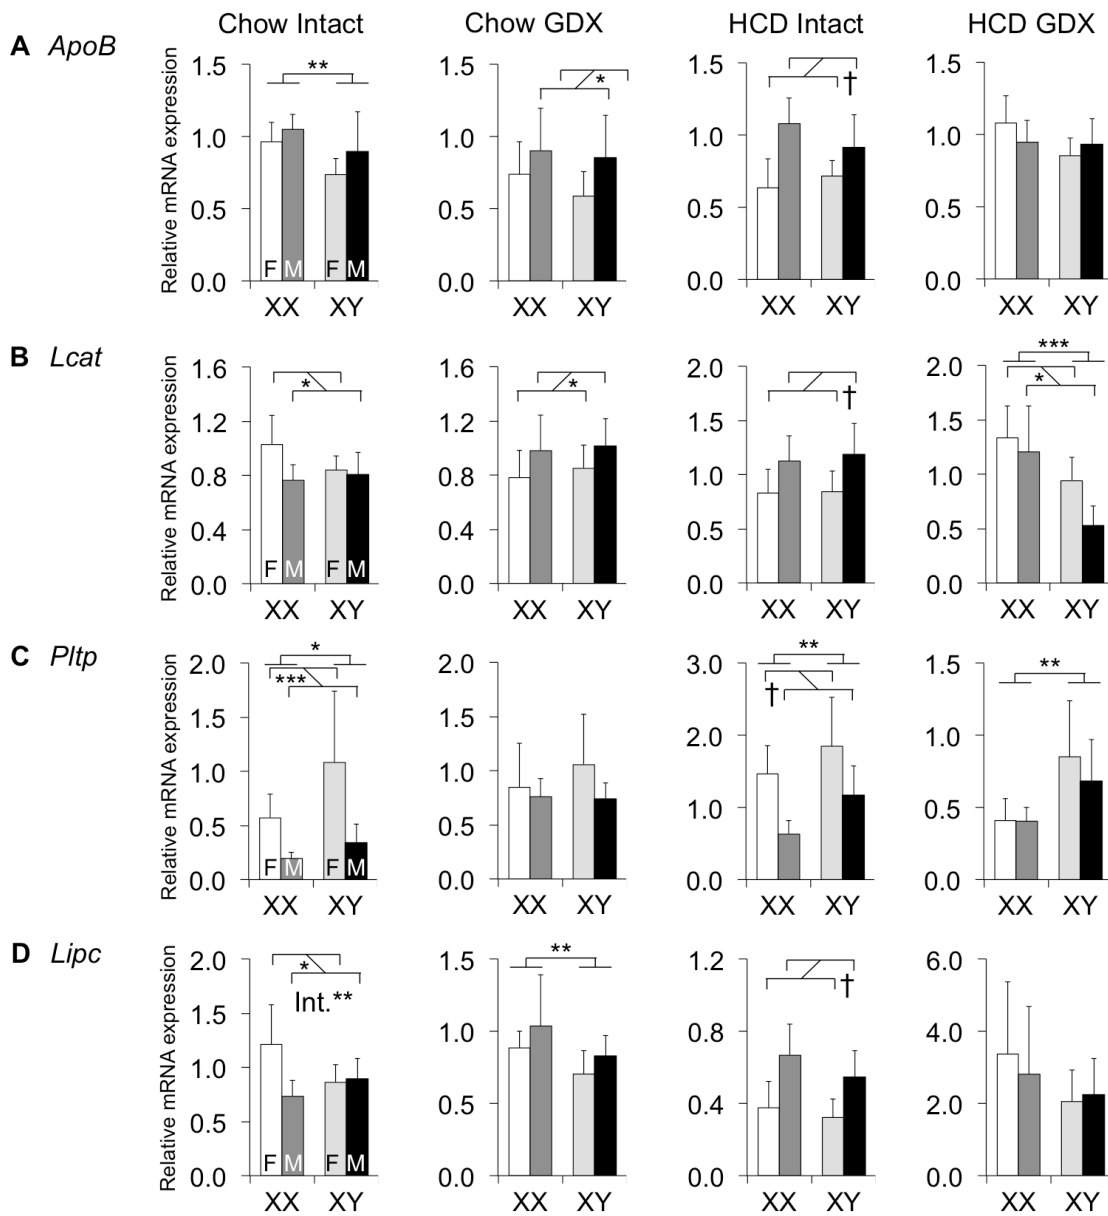 Chow Intact Chow GDX HCD Intact HCD GDX
A ApoB
Relative mRNA expression
1.5 1.5 1.5 1.5
** * †
1.0 1.0 1.0 1.0
0.5 0.5 0.5 0.5
F M F M
0.0 0.0 0.0 0.0
XX XY XX XY XX XY XX XY
B Lcat
Relative mRNA expression
1.6 1.6 2.0 2.0
* * † *** *
1.2 1.2 1.5 1.5
0.8 0.8 1.0 1.0
0.4 0.4 0.5 0.5
F M F M
0.0 0.0 0.0 0.0
XX XY XX XY XX XY XX XY
C Pltp
Relative mRNA expression
2.0 2.0 3.0 1.5
* *** ** † **
1.5 1.5 2.0 1.0
1.0 1.0 1.0 0.5
0.5 0.5
F M F M
0.0 0.0 0.0 0.0
XX XY XX XY XX XY XX XY
D Lipc
Relative mRNA expression
2.0 1.5 1.2 6.0
* ** †
Int.**
1.5 1.0 0.8 4.0
1.0 0.5 0.4 2.0
0.5
F M F M
0.0 0.0 0.0 0.0
XX XY XX XY XX XY XX XY